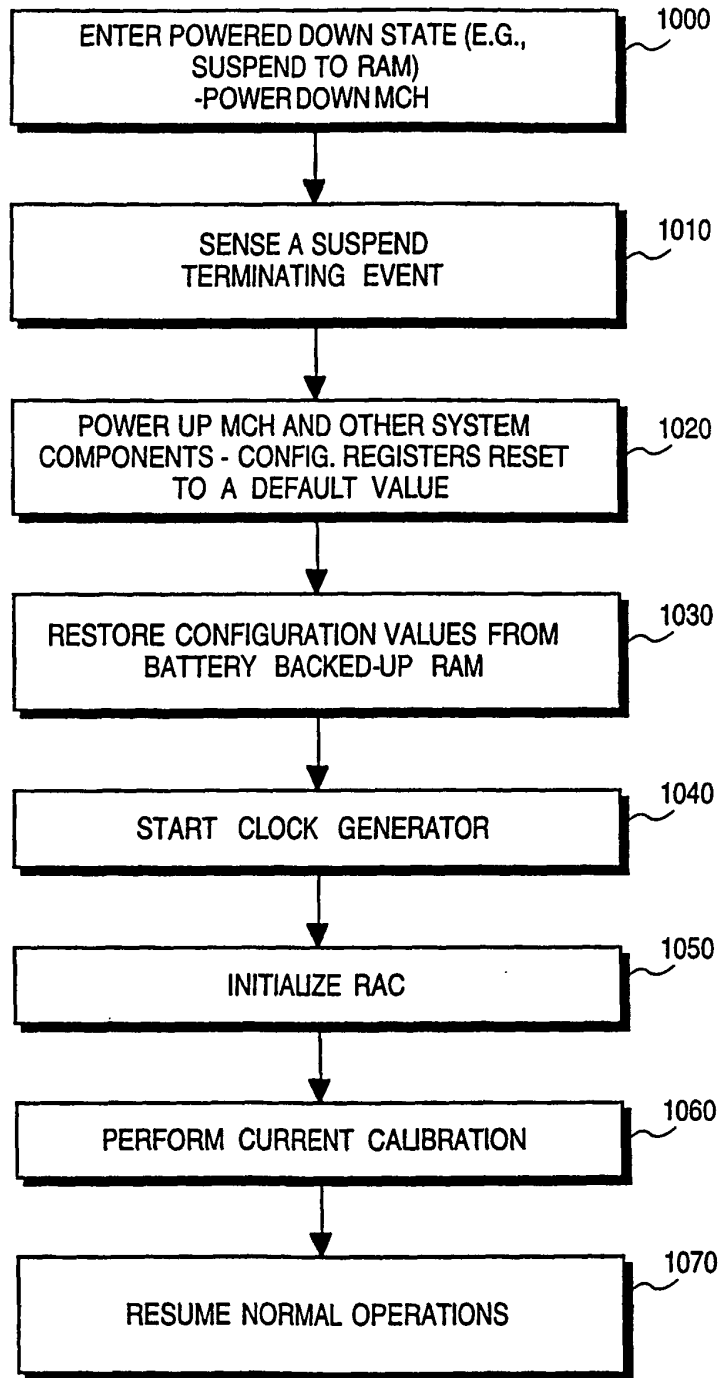 ENTER POWERED DOWN STATE (E.G.,
SUSPEND TO RAM)
-POWER DOWN MCH
1000
SENSE A SUSPEND
TERMINATING EVENT
1010
POWER UP MCH AND OTHER SYSTEM
COMPONENTS - CONFIG. REGISTERS RESET
TO A DEFAULT VALUE
1020
RESTORE CONFIGURATION VALUES FROM
BATTERY BACKED-UP RAM
1030
START CLOCK GENERATOR
1040
INITIALIZE RAC
1050
PERFORM CURRENT CALIBRATION
1060
RESUME NORMAL OPERATIONS
1070